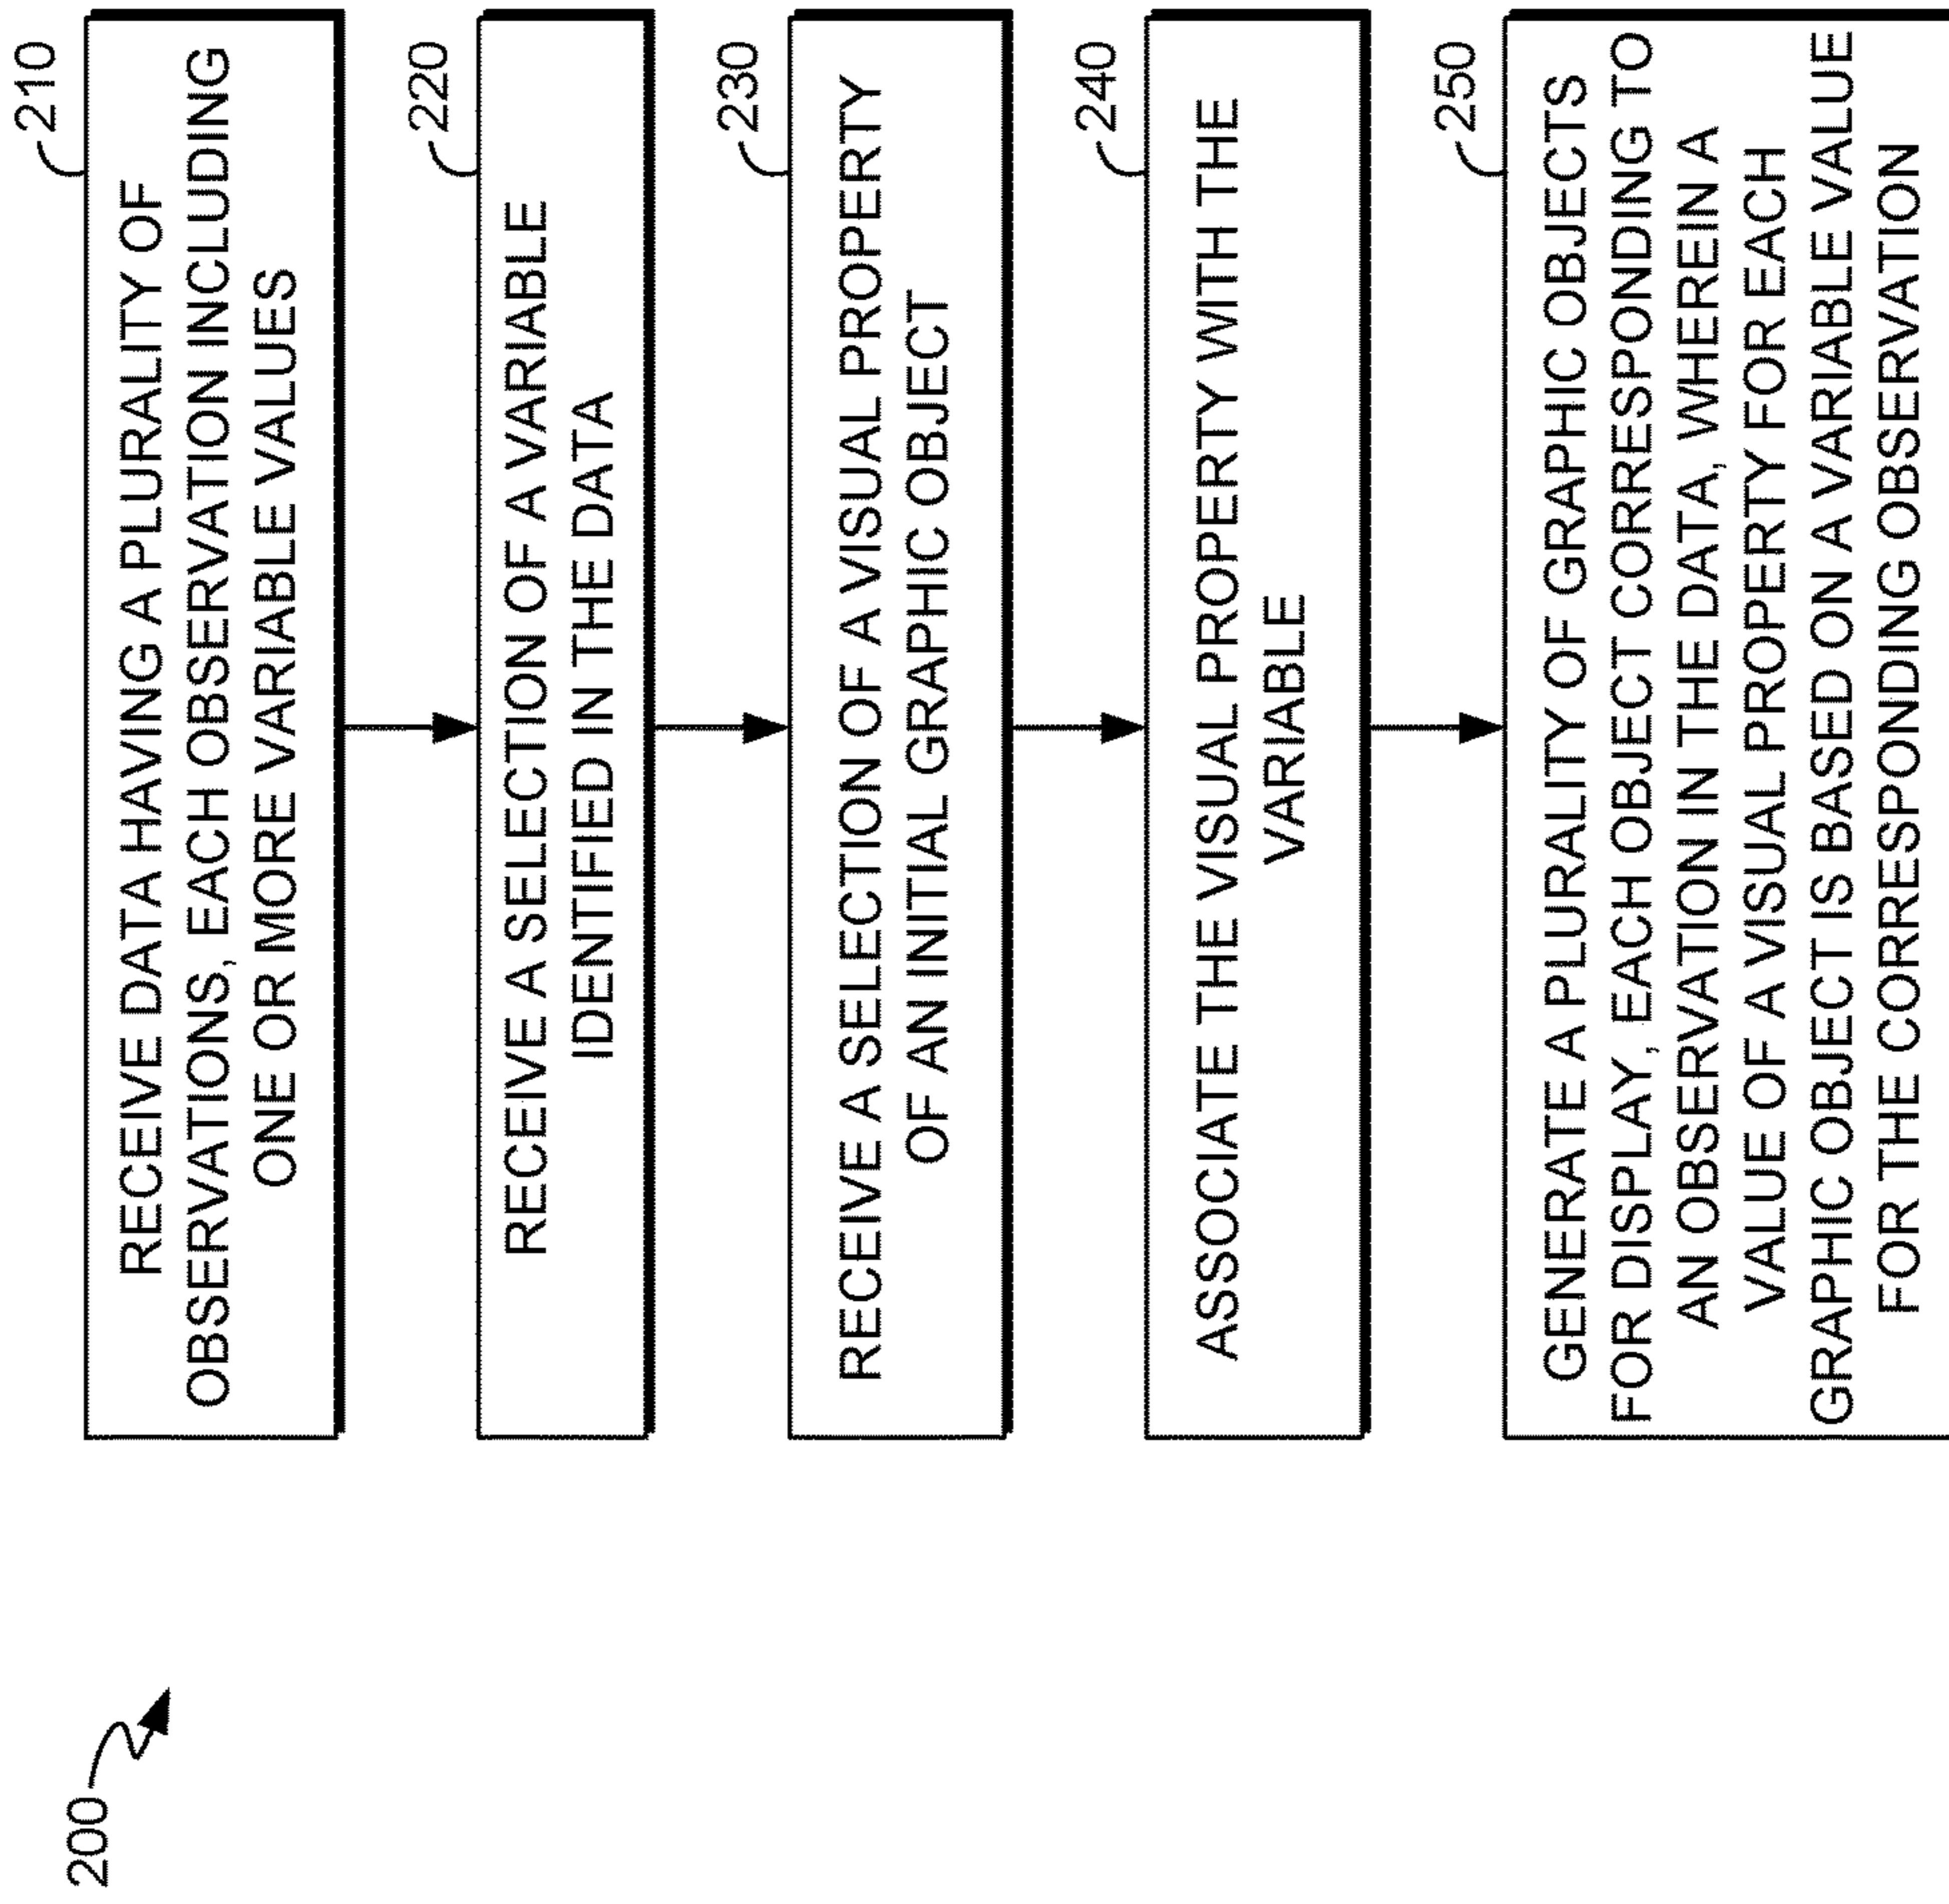 200
210
RECEIVE DATA HAVING A PLURALITY OF
OBSERVATIONS, EACH OBSERVATION INCLUDING
ONE OR MORE VARIABLE VALUES
220
RECEIVE A SELECTION OF A VARIABLE
IDENTIFIED IN THE DATA
230
RECEIVE A SELECTION OF A VISUAL PROPERTY
OF AN INITIAL GRAPHIC OBJECT
240
ASSOCIATE THE VISUAL PROPERTY WITH THE
VARIABLE
250
GENERATE A PLURALITY OF GRAPHIC OBJECTS
FOR DISPLAY, EACH OBJECT CORRESPONDING TO
AN OBSERVATION IN THE DATA, WHEREIN A
VALUE OF A VISUAL PROPERTY FOR EACH
GRAPHIC OBJECT IS BASED ON A VARIABLE VALUE
FOR THE CORRESPONDING OBSERVATION